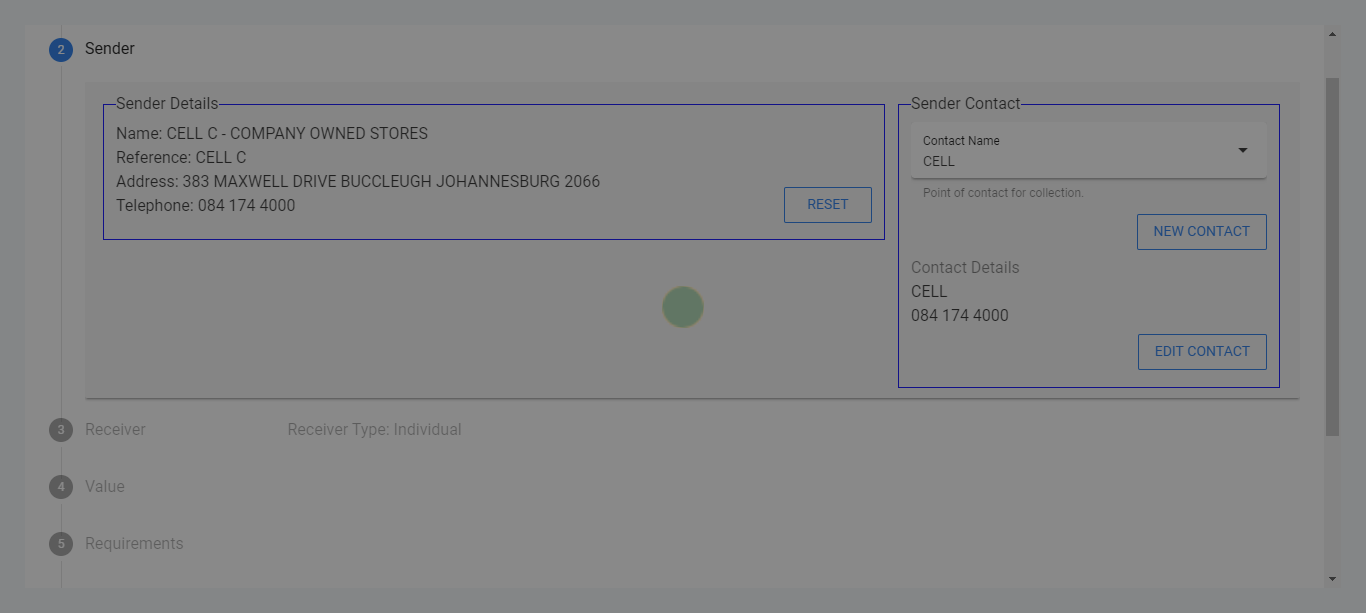 2 Sender
Sender Details
Name: CELL C - COMPANY OWNED STORES
Reference: CELL C
Address: 383 MAXWELL DRIVE BUCCLEUGH JOHANNESBURG 2066
Telephone: 084 174 4000
RESET
Sender Contact
Contact Name
CELL
Point of contact for collection.
NEW CONTACT
Contact Details
CELL
084 174 4000
EDIT CONTACT
3 Receiver Receiver Type: Individual
4 Value
5 Requirements